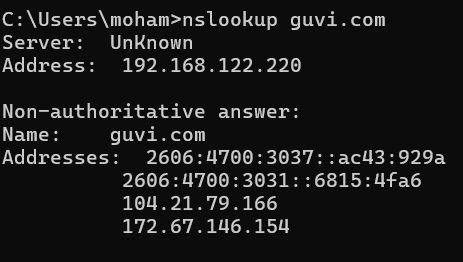 C:\Users\moham>nslookup guvi.com
Server:  UnKnown
Address:  192.168.122.220

Non-authoritative answer:
Name:    guvi.com
Addresses:  2606:4700:3037::ac43:929a
          2606:4700:3031::6815:4fa6
          104.21.79.166
          172.67.146.154